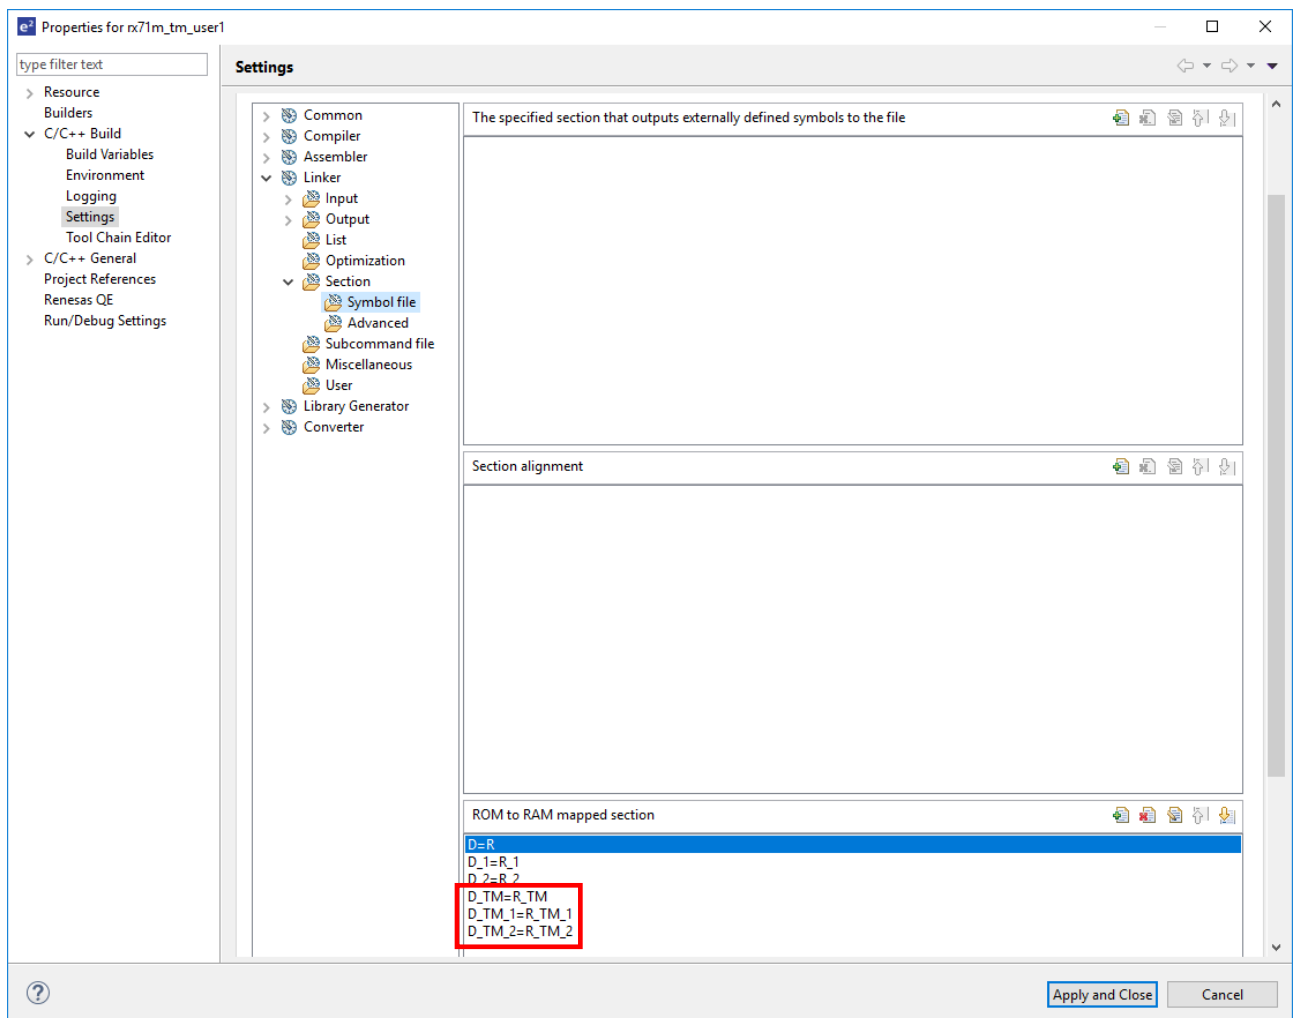 e² Properties for rx71m_tm_user1
type filter text
Resource
Builders
C/C++ Build
Build Variables
Environment
Logging
Settings
Tool Chain Editor
C/C++ General
Project References
Renesas QE
Run/Debug Settings
Settings
Common
Compiler
Assembler
Linker
Input
Output
List
Optimization
Section
Symbol file
Advanced
Subcommand file
Miscellaneous
User
Library Generator
Converter
The specified section that outputs externally defined symbols to the file
Section alignment
ROM to RAM mapped section
D=R
D_1=R_1
D_2=R_2
D_TM=R_TM
D_TM_1=R_TM_1
D_TM_2=R_TM_2
?
Apply and Close
Cancel